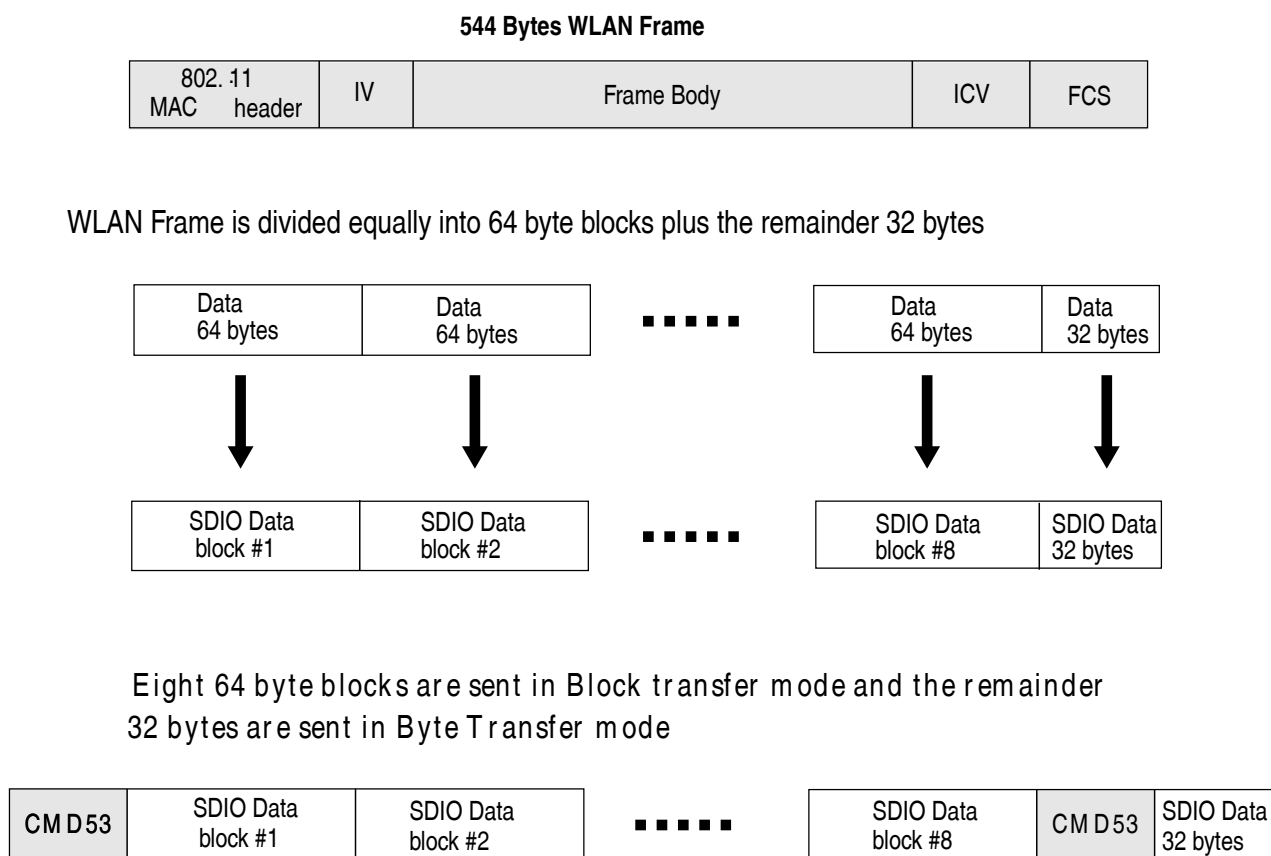 544 Bytes WLAN Frame
802.11
MAC header
IV
Frame Body
ICV
FCS
WLAN Frame is divided equally into 64 byte blocks plus the remainder 32 bytes
Data
64 bytes
Data
64 bytes
Data
64 bytes
Data
32 bytes
SDIO Data
block #1
SDIO Data
block #2
SDIO Data
block #8
SDIO Data
32 bytes
Eight 64 byte blocks are sent in Block transfer mode and the remainder
32 bytes are sent in Byte Transfer mode
CMD53
SDIO Data
block #1
SDIO Data
block #2
SDIO Data
block #8
CMD53
SDIO Data
32 bytes